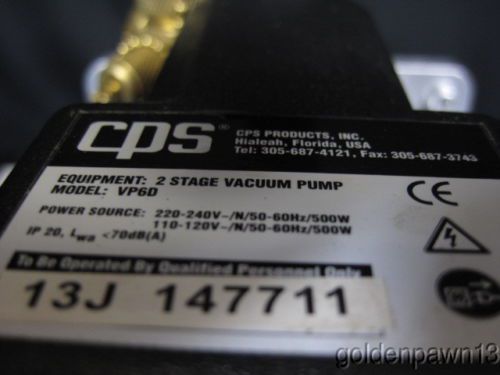 cps®
CPS PRODUCTS, INC.
Hialeah, Florida, USA
Tel: 305-687-4121, Fax: 305-687-3743
EQUIPMENT: 2 STAGE VACUUM PUMP
MODEL: VP6D
CE
POWER SOURCE: 220-240V~/N/50-60Hz/500W
110-120V~/N/50-60Hz/500W
IP 20, Lwa <70dB(A)
To Be Operated By Qualified Personnel Only
13J 147711
goldenpawn13